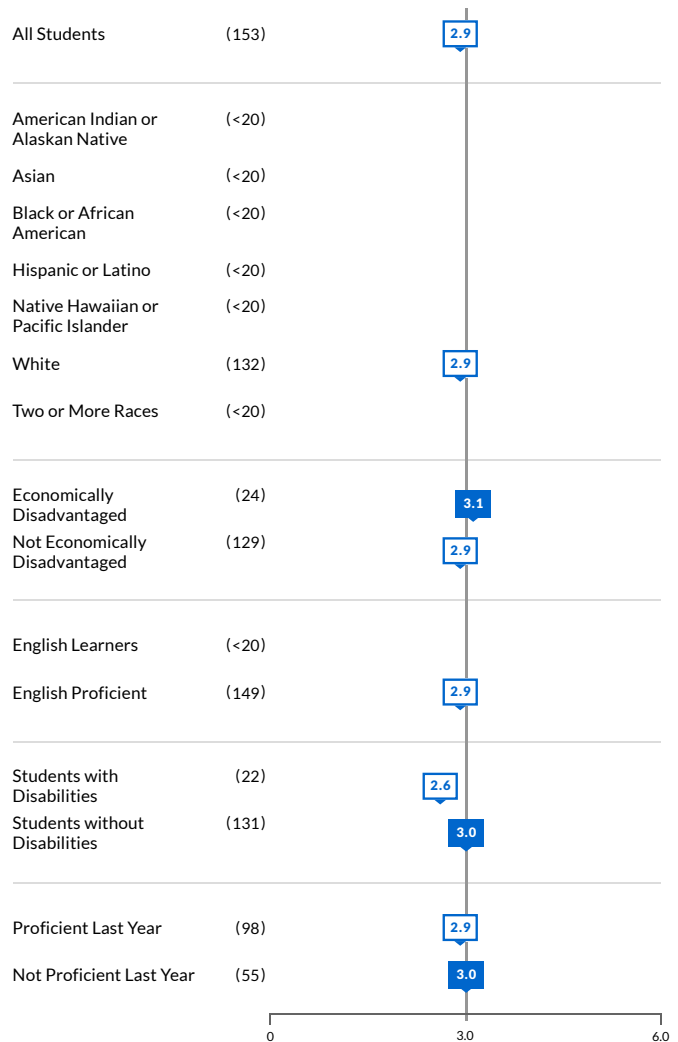 All Students (153) 2.9
American Indian or (<20)
Alaskan Native
Asian (<20)
Black or African (<20)
American
Hispanic or Latino (<20)
Native Hawaiian or (<20)
Pacific Islander
White (132) 2.9
Two or More Races (<20)
Economically (24) 3.1
Disadvantaged
Not Economically (129) 2.9
Disadvantaged
English Learners (<20)
English Proficient (149) 2.9
Students with (22) 2.6
Disabilities
Students without (131) 3.0
Disabilities
Proficient Last Year (98) 2.9
Not Proficient Last Year (55) 3.0
0 3.0 6.0